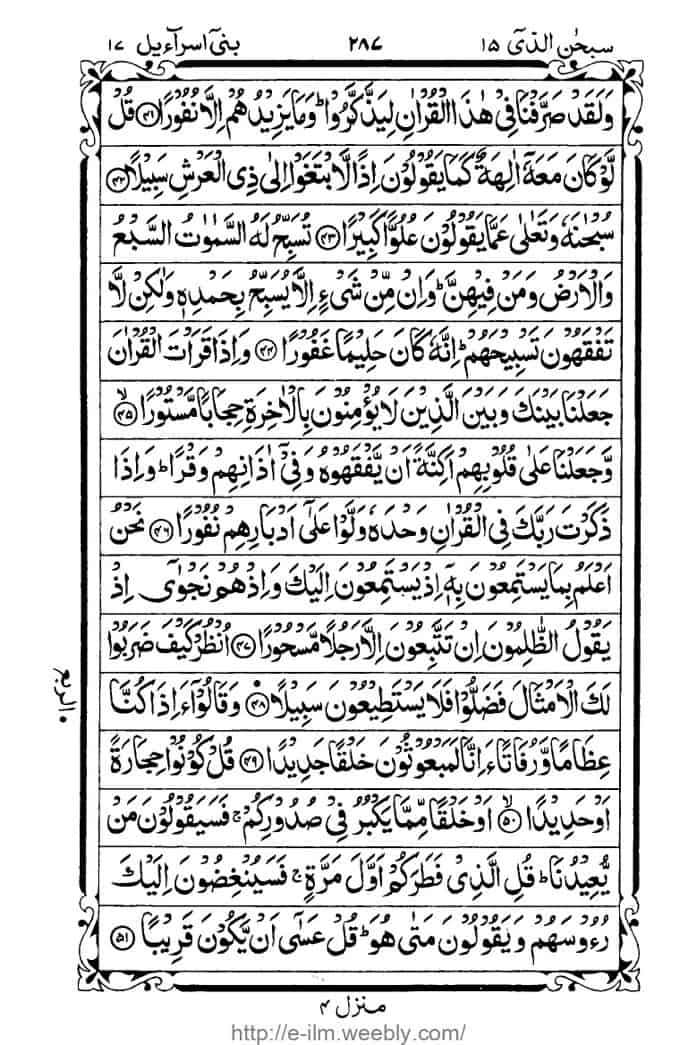 سبحٰن الذیٓ ۱۵ ۲۸۷ بنیٓ اسرآءیل ۱۷
وَلَقَدْ صَرَّفْنَا فِیْ هٰذَا الْقُرْاٰنِ لِیَذَّكَّرُوْا ؕ وَمَا یَزِیْدُهُمْ اِلَّا نُفُوْرًا ﴿۴۱﴾ قُلْ
لَّوْ كَانَ مَعَهٗۤ اٰلِهَةٌ كَمَا یَقُوْلُوْنَ اِذًا لَّابْتَغَوْا اِلٰی ذِی الْعَرْشِ سَبِیْلًا ﴿۴۲﴾
سُبْحٰنَهٗ وَتَعٰلٰی عَمَّا یَقُوْلُوْنَ عُلُوًّا كَبِیْرًا ﴿۴۳﴾ تُسَبِّحُ لَهُ السَّمٰوٰتُ السَّبْعُ
وَالْاَرْضُ وَمَنْ فِیْهِنَّ ؕ وَاِنْ مِّنْ شَیْءٍ اِلَّا یُسَبِّحُ بِحَمْدِهٖ وَلٰكِنْ لَّا
تَفْقَهُوْنَ تَسْبِیْحَهُمْ ؕ اِنَّهٗ كَانَ حَلِیْمًا غَفُوْرًا ﴿۴۴﴾ وَاِذَا قَرَاْتَ الْقُرْاٰنَ
جَعَلْنَا بَیْنَكَ وَبَیْنَ الَّذِیْنَ لَا یُؤْمِنُوْنَ بِالْاٰخِرَةِ حِجَابًا مَّسْتُوْرًا ﴿۴۵﴾ۙ
وَّجَعَلْنَا عَلٰی قُلُوْبِهِمْ اَكِنَّةً اَنْ یَّفْقَهُوْهُ وَفِیْۤ اٰذَانِهِمْ وَقْرًا ؕ وَاِذَا
ذَكَرْتَ رَبَّكَ فِی الْقُرْاٰنِ وَحْدَهٗ وَلَّوْا عَلٰۤی اَدْبَارِهِمْ نُفُوْرًا ﴿۴۶﴾ نَحْنُ
اَعْلَمُ بِمَا یَسْتَمِعُوْنَ بِهٖۤ اِذْ یَسْتَمِعُوْنَ اِلَیْكَ وَاِذْ هُمْ نَجْوٰۤی اِذْ
یَقُوْلُ الظّٰلِمُوْنَ اِنْ تَتَّبِعُوْنَ اِلَّا رَجُلًا مَّسْحُوْرًا ﴿۴۷﴾ اُنْظُرْ كَیْفَ ضَرَبُوْا
لَكَ الْاَمْثَالَ فَضَلُّوْا فَلَا یَسْتَطِیْعُوْنَ سَبِیْلًا ﴿۴۸﴾ وَقَالُوْۤا ءَاِذَا كُنَّا
الربع
عِظَامًا وَّرُفَاتًا ءَاِنَّا لَمَبْعُوْثُوْنَ خَلْقًا جَدِیْدًا ﴿۴۹﴾ قُلْ كُوْنُوْا حِجَارَةً
اَوْ حَدِیْدًا ﴿۵۰﴾ۙ اَوْ خَلْقًا مِّمَّا یَكْبُرُ فِیْ صُدُوْرِكُمْ ۚ فَسَیَقُوْلُوْنَ مَنْ
یُّعِیْدُنَا ؕ قُلِ الَّذِیْ فَطَرَكُمْ اَوَّلَ مَرَّةٍ ۚ فَسَیُنْغِضُوْنَ اِلَیْكَ
رُءُوْسَهُمْ وَیَقُوْلُوْنَ مَتٰی هُوَ ؕ قُلْ عَسٰۤی اَنْ یَّكُوْنَ قَرِیْبًا ﴿۵۱﴾
منزل ۴
http://e-ilm.weebly.com/